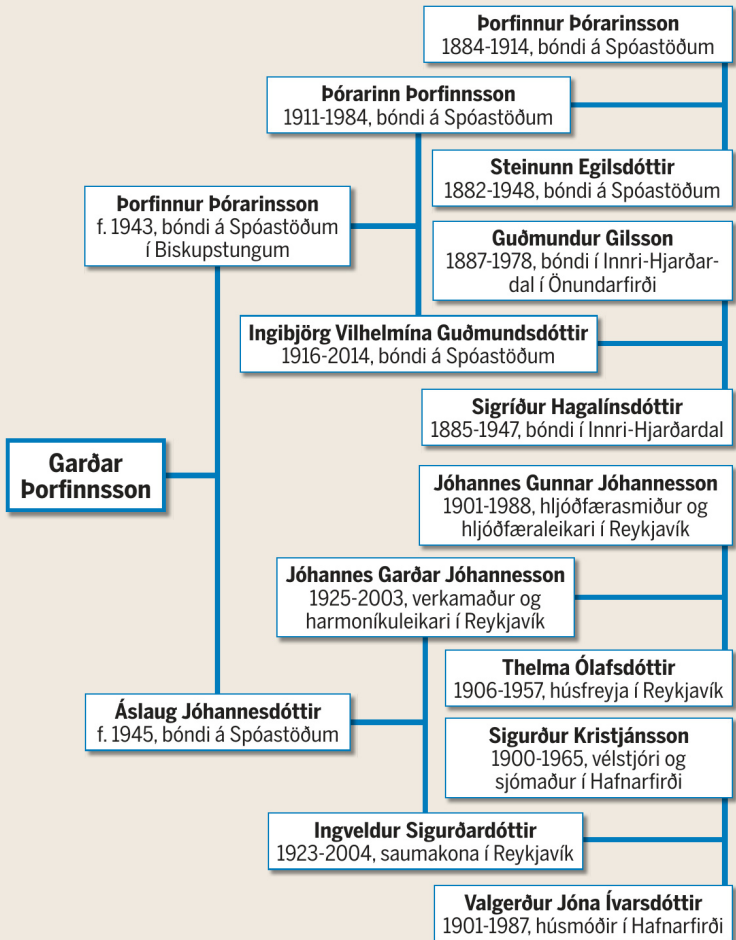 Þorfinnur Þórarinsson
1884-1914, bóndi á Spóastöðum
Þórarinn Þorfinnsson
1911-1984, bóndi á Spóastöðum
Steinunn Egilsdóttir
1882-1948, bóndi á Spóastöðum
Þorfinnur Þórarinsson
f. 1943, bóndi á Spóastöðum
í Biskupstungum
Guðmundur Gilsson
1887-1978, bóndi í Innri-Hjarðar-
dal í Önundarfirði
Ingibjörg Vilhelmína Guðmundsdóttir
1916-2014, bóndi á Spóastöðum
Sigríður Hagalínsdóttir
1885-1947, bóndi í Innri-Hjarðardal
Garðar
Þorfinnsson
Jóhannes Gunnar Jóhannesson
1901-1988, hljóðfærasmiður og
hljóðfæraleikari í Reykjavík
Jóhannes Garðar Jóhannesson
1925-2003, verkamaður og
harmoníkuleikari í Reykjavík
Thelma Ólafsdóttir
1906-1957, húsfreyja í Reykjavík
Áslaug Jóhannesdóttir
f. 1945, bóndi á Spóastöðum
Sigurður Kristjánsson
1900-1965, vélstjóri og
sjómaður í Hafnarfirði
Ingveldur Sigurðardóttir
1923-2004, saumakona í Reykjavík
Valgerður Jóna Ívarsdóttir
1901-1987, húsmóðir í Hafnarfirði